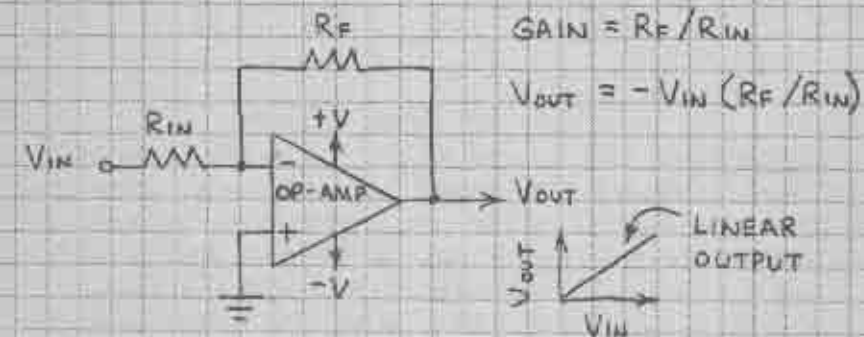 RF
GAIN = RF/RIN
VOUT = -VIN (RF/RIN)
RIN
+V
VIN
-
OP-AMP
+
-V
VOUT
LINEAR
OUTPUT
VOUT
VIN